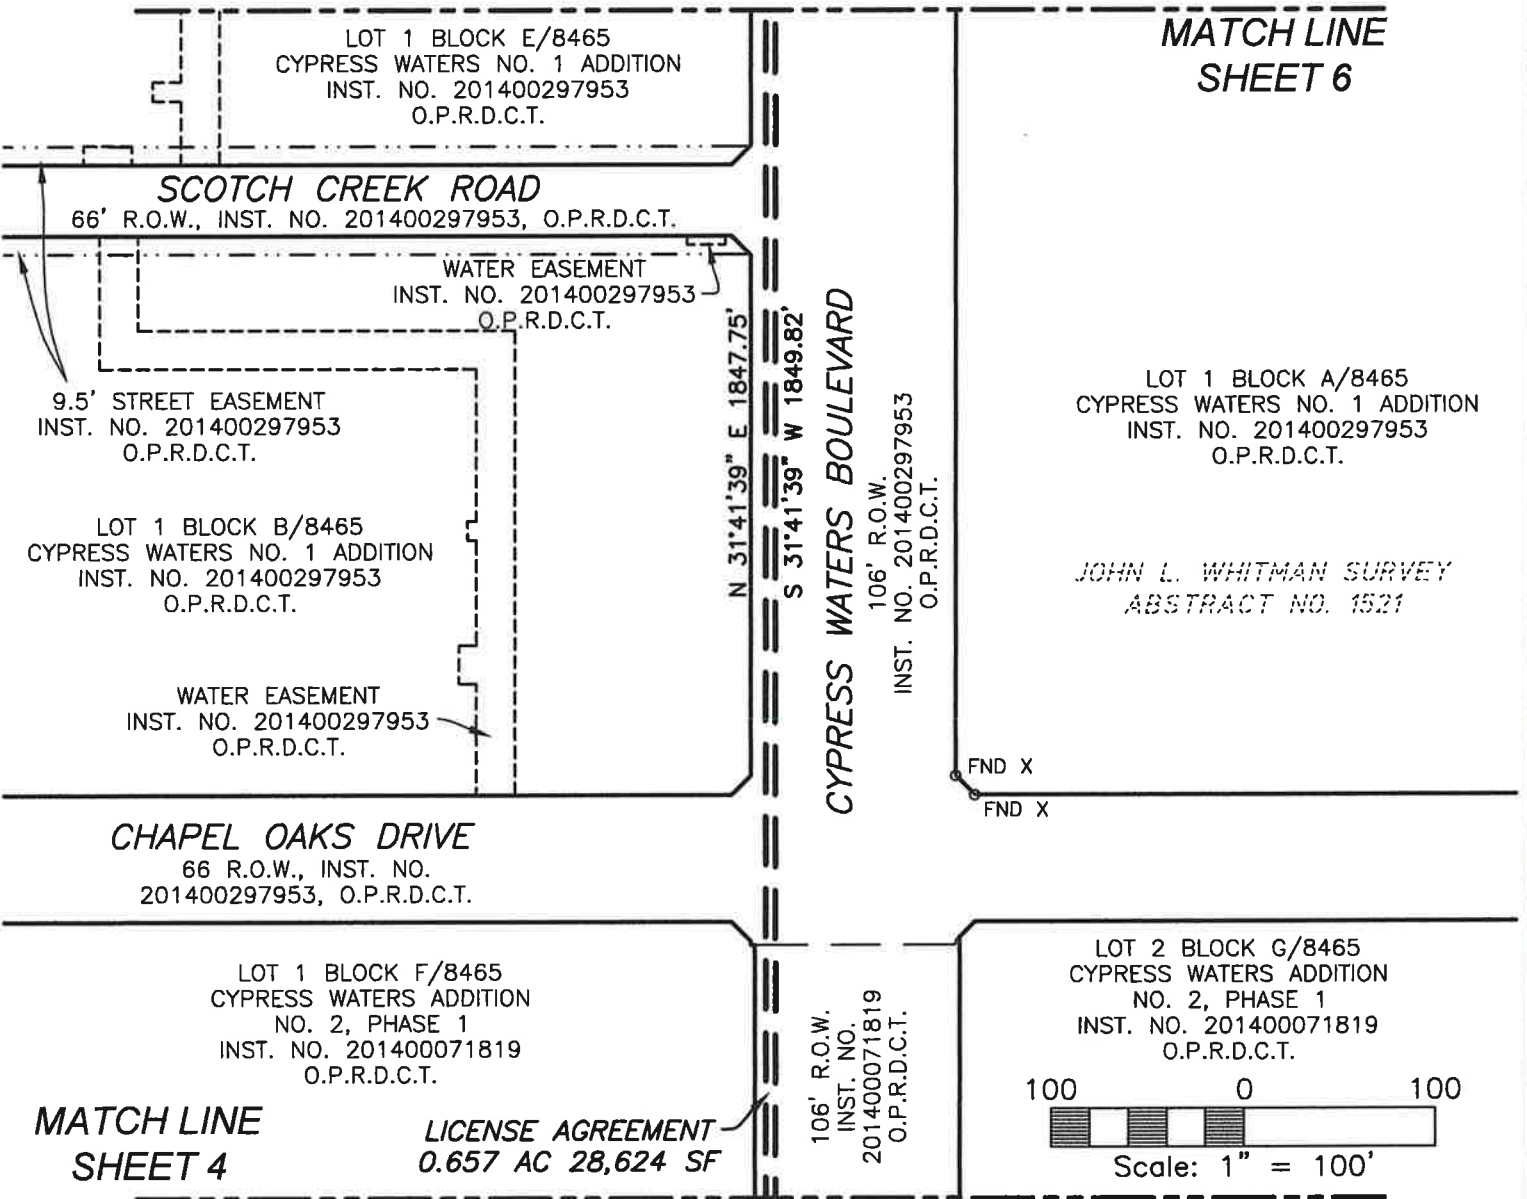 LOT 1 BLOCK E/8465
CYPRESS WATERS NO. 1 ADDITION
INST. NO. 201400297953
O.P.R.D.C.T.
MATCH LINE
SHEET 6
SCOTCH CREEK ROAD
66' R.O.W., INST. NO. 201400297953, O.P.R.D.C.T.
WATER EASEMENT
INST. NO. 201400297953
O.P.R.D.C.T.
9.5' STREET EASEMENT
INST. NO. 201400297953
O.P.R.D.C.T.
N 31°41'39" E 1847.75'
S 31°41'39" W 1849.82'
CYPRESS WATERS BOULEVARD
106' R.O.W.
INST. NO. 201400297953
O.P.R.D.C.T.
LOT 1 BLOCK A/8465
CYPRESS WATERS NO. 1 ADDITION
INST. NO. 201400297953
O.P.R.D.C.T.
LOT 1 BLOCK B/8465
CYPRESS WATERS NO. 1 ADDITION
INST. NO. 201400297953
O.P.R.D.C.T.
JOHN L. WHITMAN SURVEY
ABSTRACT NO. 1521
WATER EASEMENT
INST. NO. 201400297953
O.P.R.D.C.T.
FND X
FND X
CHAPEL OAKS DRIVE
66 R.O.W., INST. NO.
201400297953, O.P.R.D.C.T.
LOT 1 BLOCK F/8465
CYPRESS WATERS ADDITION
NO. 2, PHASE 1
INST. NO. 201400071819
O.P.R.D.C.T.
106' R.O.W.
INST. NO.
201400071819
O.P.R.D.C.T.
LOT 2 BLOCK G/8465
CYPRESS WATERS ADDITION
NO. 2, PHASE 1
INST. NO. 201400071819
O.P.R.D.C.T.
MATCH LINE
SHEET 4
LICENSE AGREEMENT
0.657 AC 28,624 SF
100 0 100
Scale: 1" = 100'